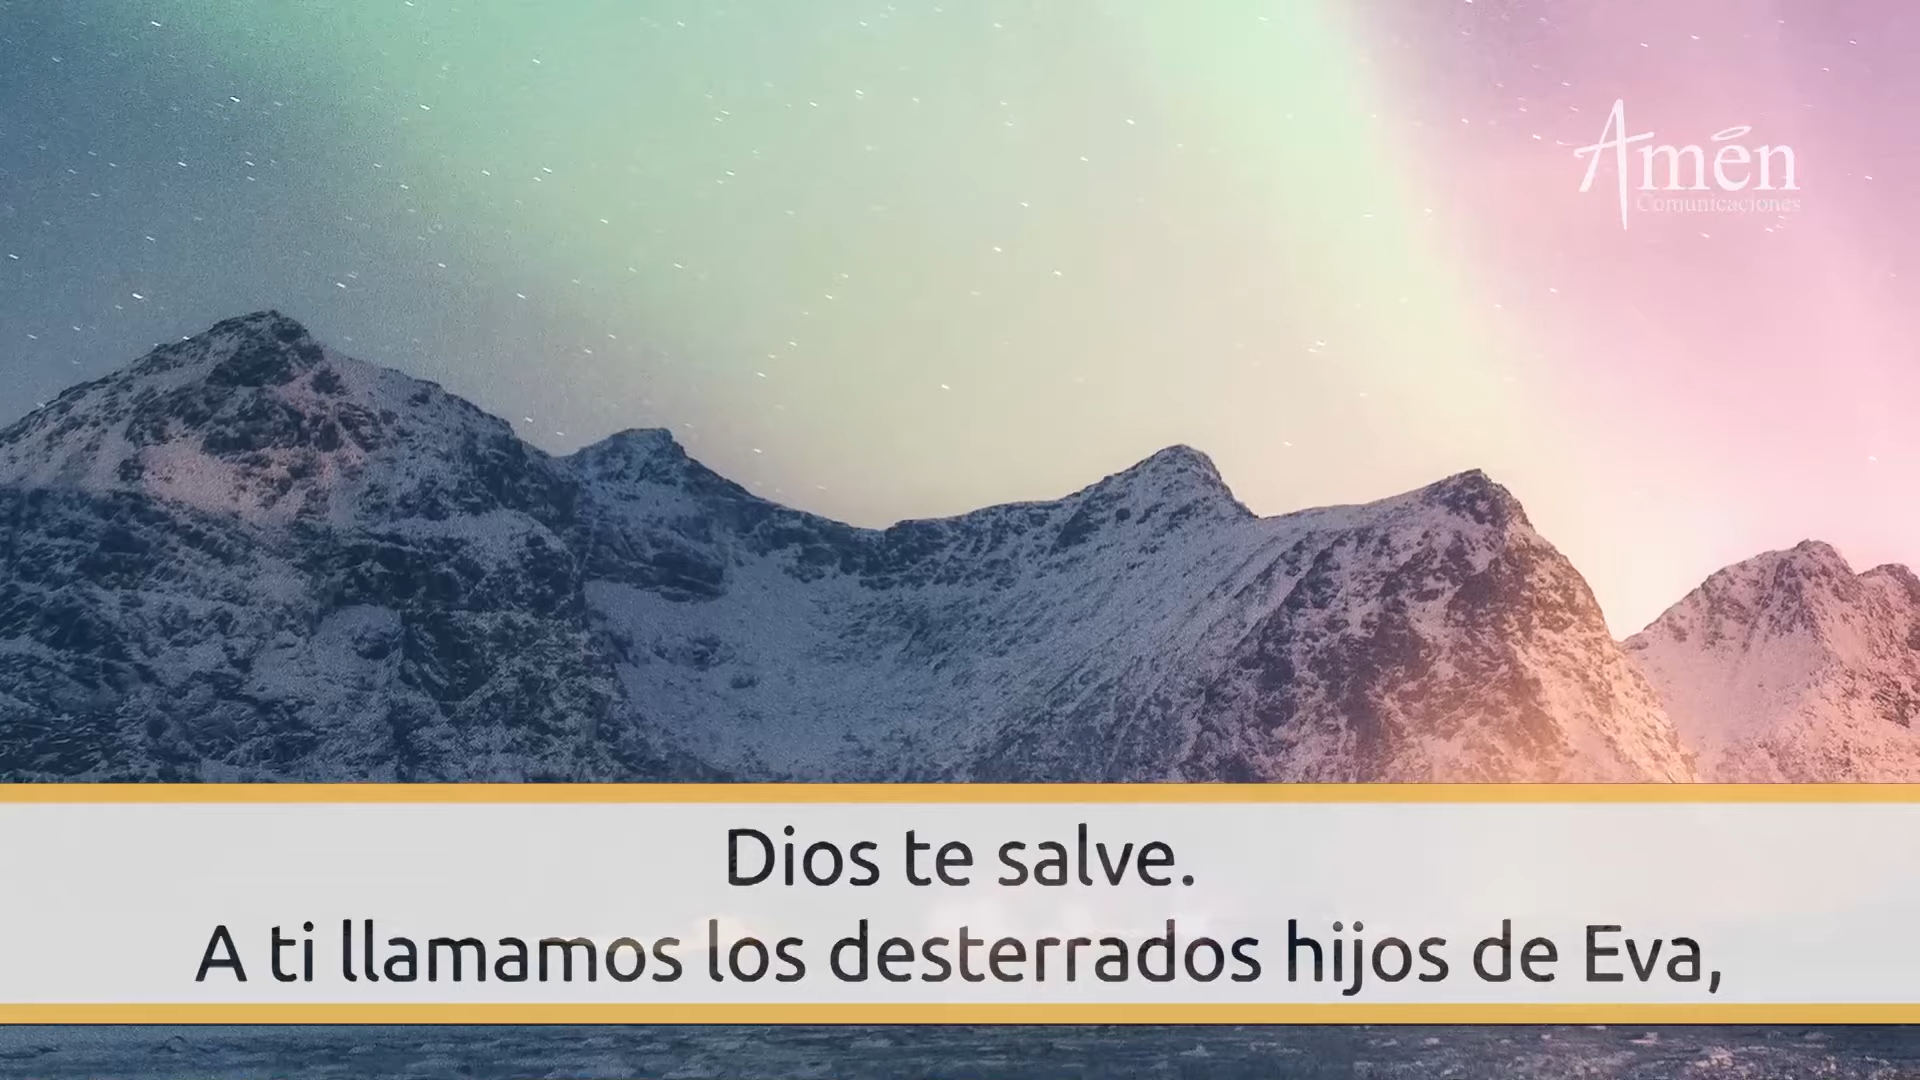 Amén
Comunicaciones
Dios te salve.
A ti llamamos los desterrados hijos de Eva,